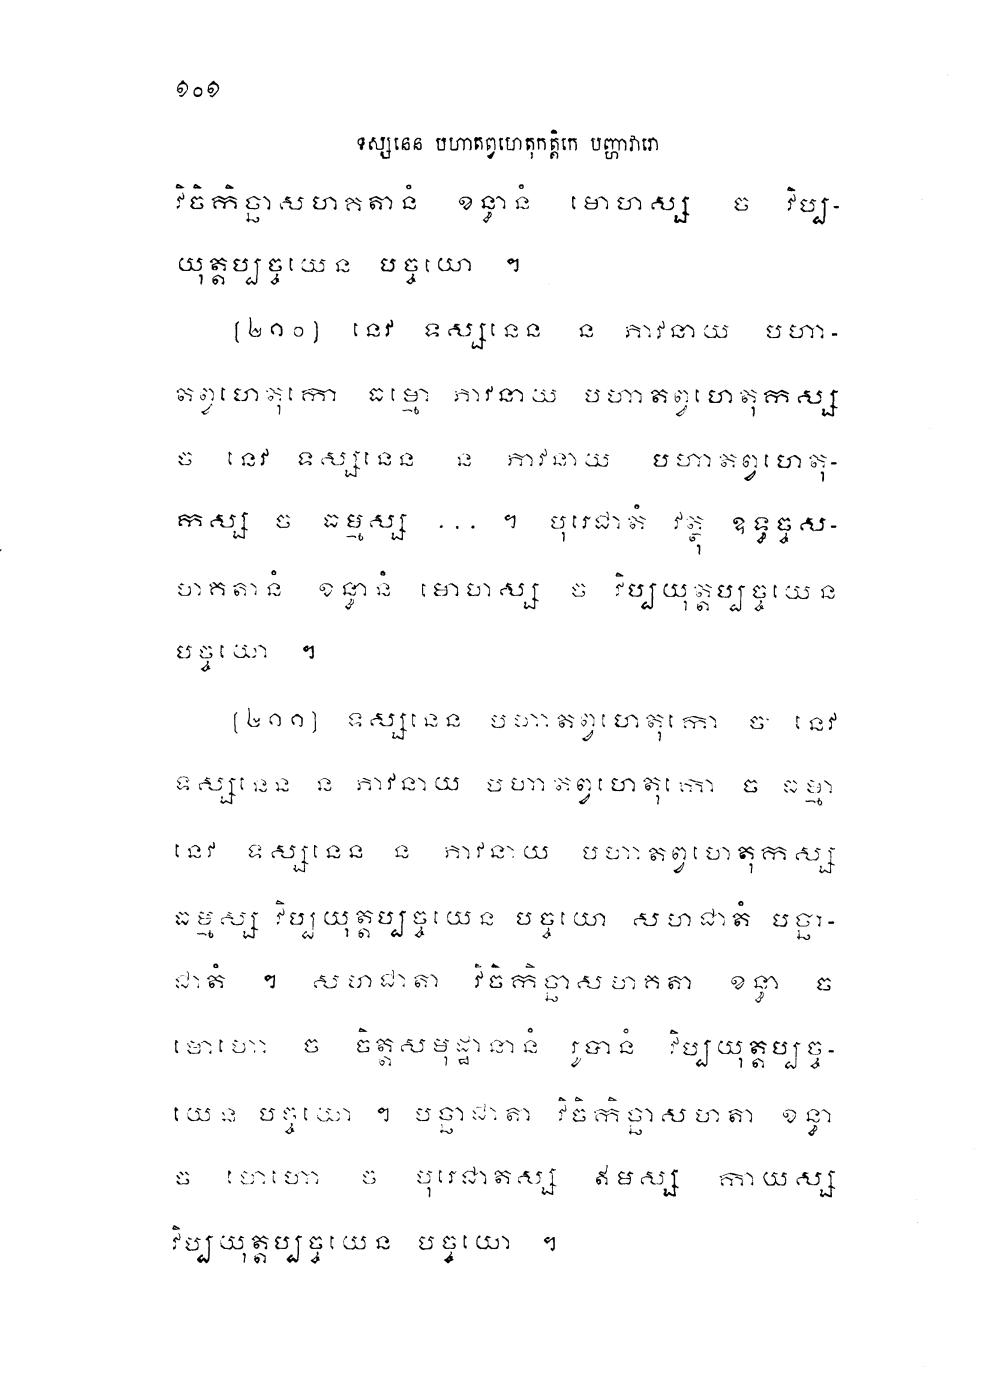 ១០១
ទស្សនេន បហាតព្វហេតុកត្តិកេ បញ្ហាវារោ
វិចិកិច្ឆាសហគតានំ ខន្ធានំ មោហស្ស ច វិប្ប-
យុត្តប្បច្ចយេន បច្ចយោ ។
(២១០) នេវ ទស្សនេន ន ភាវនាយ បហា-
តព្វហេតុកោ ធម្មោ ភាវនាយ បហាតព្វហេតុកស្ស
ច នេវ ទស្សនេន ន ភាវនាយ បហាតព្វហេតុ-
កស្ស ច ធម្មស្ស ... ។ បុរេជាតំ វត្ថុ ឧទ្ធច្ចស-
ហគតានំ ខន្ធានំ មោហស្ស ច វិប្បយុត្តប្បច្ចយេន
បច្ចយោ ។
(២១១) ទស្សនេន បហាតព្វហេតុកោ ច នេវ
ទស្សនេន ន ភាវនាយ បហាតព្វហេតុកោ ច ធម្មា
នេវ ទស្សនេន ន ភាវនាយ បហាតព្វហេតុកស្ស
ធម្មស្ស វិប្បយុត្តប្បច្ចយេន បច្ចយោ សហជាតំ បច្ឆា-
ជាតំ ។ សហជាតា វិចិកិច្ឆាសហគតា ខន្ធា ច
មោហោ ច ចិត្តសមុដ្ឋានានំ រូបានំ វិប្បយុត្តប្បច្ច-
យេន បច្ចយោ ។ បច្ឆាជាតា វិចិកិច្ឆាសហតា ខន្ធា
ច មោហោ ច បុរេជាតស្ស ឥមស្ស កាយស្ស
វិប្បយុត្តប្បច្ចយេន បច្ចយោ ។